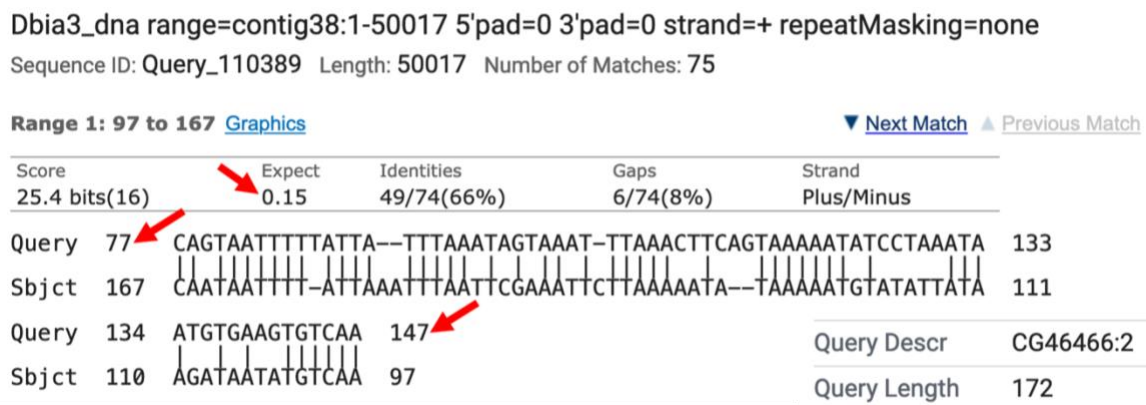 Dbia3_dna range=contig38:1-50017 5'pad=0 3'pad=0 strand=+ repeatMasking=none
Sequence ID: Query_110389 Length: 50017 Number of Matches: 75
Range 1: 97 to 167 Graphics ▼ Next Match ▲ Previous Match
Score Expect Identities Gaps Strand
25.4 bits(16) 0.15 49/74(66%) 6/74(8%) Plus/Minus
Query 77 CAGTAATTTTTATTA--TTTAAATAGTAAAT-TTAAACTTCAGTAAAAATATCCTAAATA 133
Sbjct 167 CAATAATTTT-ATTAAATTTAATTCGAAATTCTTAAAAATA--TAAAAATGTATATTATA 111
Query 134 ATGTGAAGTGTCAA 147
Sbjct 110 AGATAATATGTCAA 97
Query Descr CG46466:2
Query Length 172